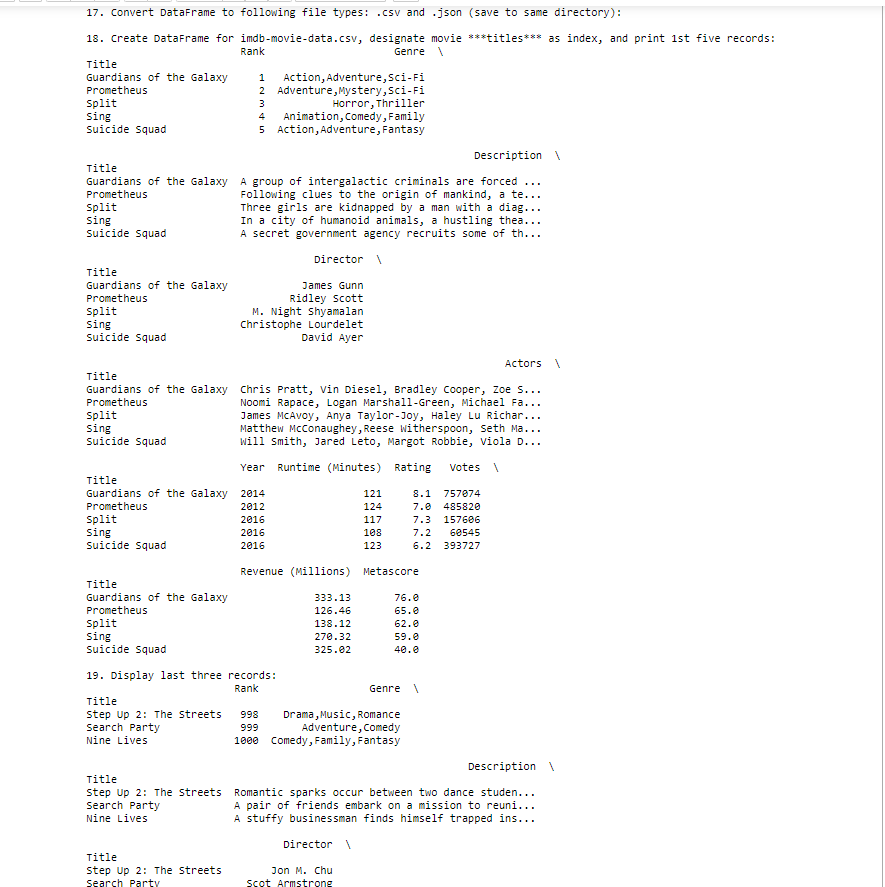 17. Convert DataFrame to following file types: .csv and .json (save to same directory):
18. Create DataFrame for imdb-movie-data.csv, designate movie ***titles*** as index, and print 1st five records:
Rank Genre \
Title
Guardians of the Galaxy 1 Action,Adventure,Sci-Fi
Prometheus 2 Adventure,Mystery,Sci-Fi
Split 3 Horror,Thriller
Sing 4 Animation,Comedy,Family
Suicide Squad 5 Action,Adventure,Fantasy
Description \
Title
Guardians of the Galaxy A group of intergalactic criminals are forced ...
Prometheus Following clues to the origin of mankind, a te...
Split Three girls are kidnapped by a man with a diag...
Sing In a city of humanoid animals, a hustling thea...
Suicide Squad A secret government agency recruits some of th...
Director \
Title
Guardians of the Galaxy James Gunn
Prometheus Ridley Scott
Split M. Night Shyamalan
Sing Christophe Lourdelet
Suicide Squad David Ayer
Actors \
Title
Guardians of the Galaxy Chris Pratt, Vin Diesel, Bradley Cooper, Zoe S...
Prometheus Noomi Rapace, Logan Marshall-Green, Michael Fa...
Split James McAvoy, Anya Taylor-Joy, Haley Lu Richar...
Sing Matthew McConaughey,Reese Witherspoon, Seth Ma...
Suicide Squad Will Smith, Jared Leto, Margot Robbie, Viola D...
Year Runtime (Minutes) Rating Votes \
Title
Guardians of the Galaxy 2014 121 8.1 757074
Prometheus 2012 124 7.0 485820
Split 2016 117 7.3 157606
Sing 2016 108 7.2 60545
Suicide Squad 2016 123 6.2 393727
Revenue (Millions) Metascore
Title
Guardians of the Galaxy 333.13 76.0
Prometheus 126.46 65.0
Split 138.12 62.0
Sing 270.32 59.0
Suicide Squad 325.02 40.0
19. Display last three records:
Rank Genre \
Title
Step Up 2: The Streets 998 Drama,Music,Romance
Search Party 999 Adventure,Comedy
Nine Lives 1000 Comedy,Family,Fantasy
Description \
Title
Step Up 2: The Streets Romantic sparks occur between two dance studen...
Search Party A pair of friends embark on a mission to reuni...
Nine Lives A stuffy businessman finds himself trapped ins...
Director \
Title
Step Up 2: The Streets Jon M. Chu
Search Party Scot Armstrong